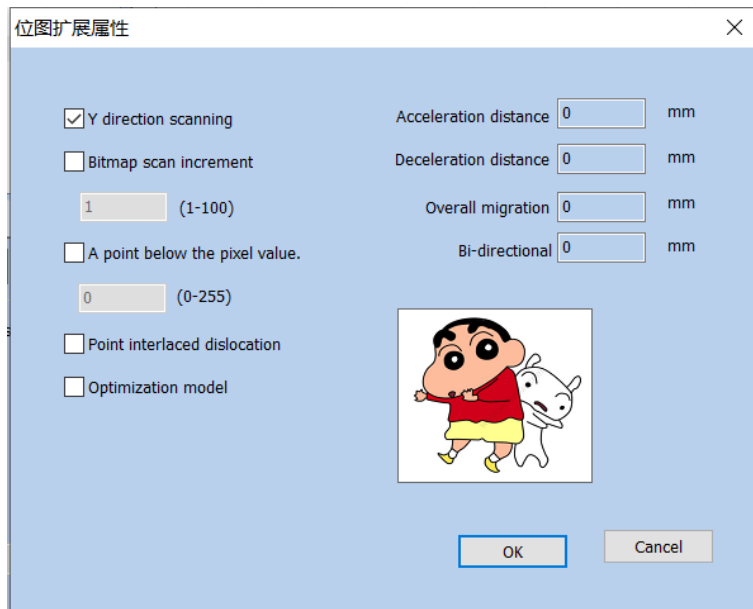 位图扩展属性
Y direction scanning
Bitmap scan increment
1 (1-100)
A point below the pixel value.
0 (0-255)
Point interlaced dislocation
Optimization model
Acceleration distance 0 mm
Deceleration distance 0 mm
Overall migration 0 mm
Bi-directional 0 mm
OK
Cancel